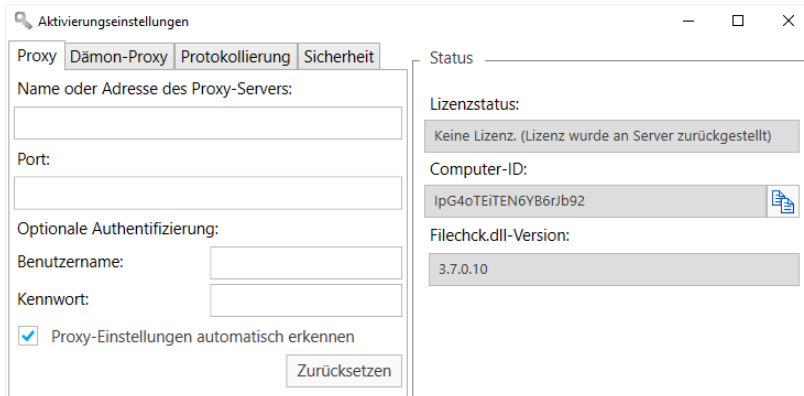 Aktivierungseinstellungen
Proxy Dämon-Proxy Protokollierung Sicherheit
Name oder Adresse des Proxy-Servers:
Port:
Optionale Authentifizierung:
Benutzername:
Kennwort:
Proxy-Einstellungen automatisch erkennen
Zurücksetzen
Status
Lizenzstatus:
Keine Lizenz. (Lizenz wurde an Server zurückgestellt)
Computer-ID:
IpG4oTEiTEN6YB6rJb92
Filechck.dll-Version:
3.7.0.10